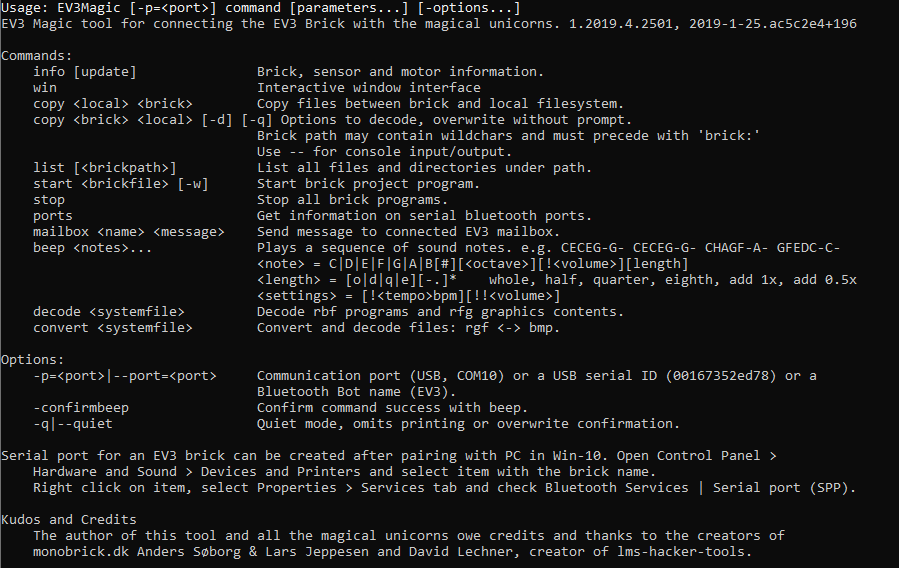 Usage: EV3Magic [-p=<port>] command [parameters...] [-options...]
EV3 Magic tool for connecting the EV3 Brick with the magical unicorns. 1.2019.4.2501, 2019-1-25.ac5c2e4+196
Commands:
info [update] Brick, sensor and motor information.
win Interactive window interface
copy <local> <brick> Copy files between brick and local filesystem.
copy <brick> <local> [-d] [-q] Options to decode, overwrite without prompt.
Brick path may contain wildchars and must precede with 'brick:'
Use -- for console input/output.
list [<brickpath>] List all files and directories under path.
start <brickfile> [-w] Start brick project program.
stop Stop all brick programs.
ports Get information on serial bluetooth ports.
mailbox <name> <message> Send message to connected EV3 mailbox.
beep <notes>... Plays a sequence of sound notes. e.g. CECEG-G- CECEG-G- CHAGF-A- GFEDC-C-
<note> = C|D|E|F|G|A|B[#][<octave>][!<volume>][length]
<length> = [o|d|q|e][-.]* whole, half, quarter, eighth, add 1x, add 0.5x
<settings> = [!<tempo>bpm][!!<volume>]
decode <systemfile> Decode rbf programs and rfg graphics contents.
convert <systemfile> Convert and decode files: rgf <-> bmp.
Options:
-p=<port>|--port=<port> Communication port (USB, COM10) or a USB serial ID (00167352ed78) or a
Bluetooth Bot name (EV3).
-confirmbeep Confirm command success with beep.
-q|--quiet Quiet mode, omits printing or overwrite confirmation.
Serial port for an EV3 brick can be created after pairing with PC in Win-10. Open Control Panel >
Hardware and Sound > Devices and Printers and select item with the brick name.
Right click on item, select Properties > Services tab and check Bluetooth Services | Serial port (SPP).
Kudos and Credits
The author of this tool and all the magical unicorns owe credits and thanks to the creators of
monobrick.dk Anders Søborg & Lars Jeppesen and David Lechner, creator of lms-hacker-tools.